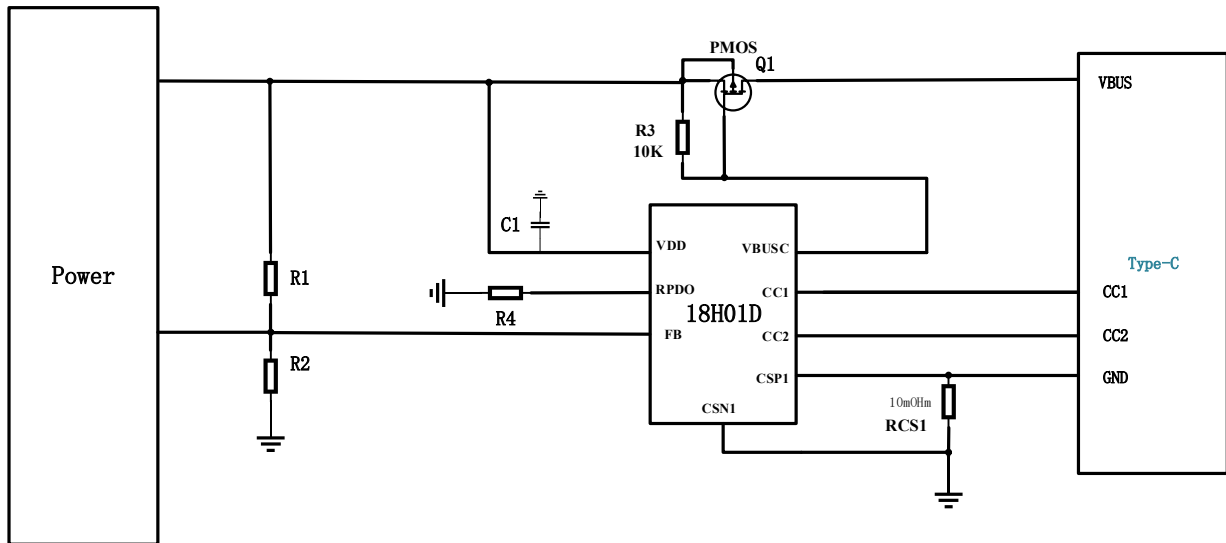 PMOS
Q1
VBUS
R3
10K
C1
VDD
VBUSC
Power
R1
Type-C
RPDO
CC1
CC1
18H01D
R4
FB
CC2
CC2
R2
CSP1
GND
10mOHm
CSN1
RCS1